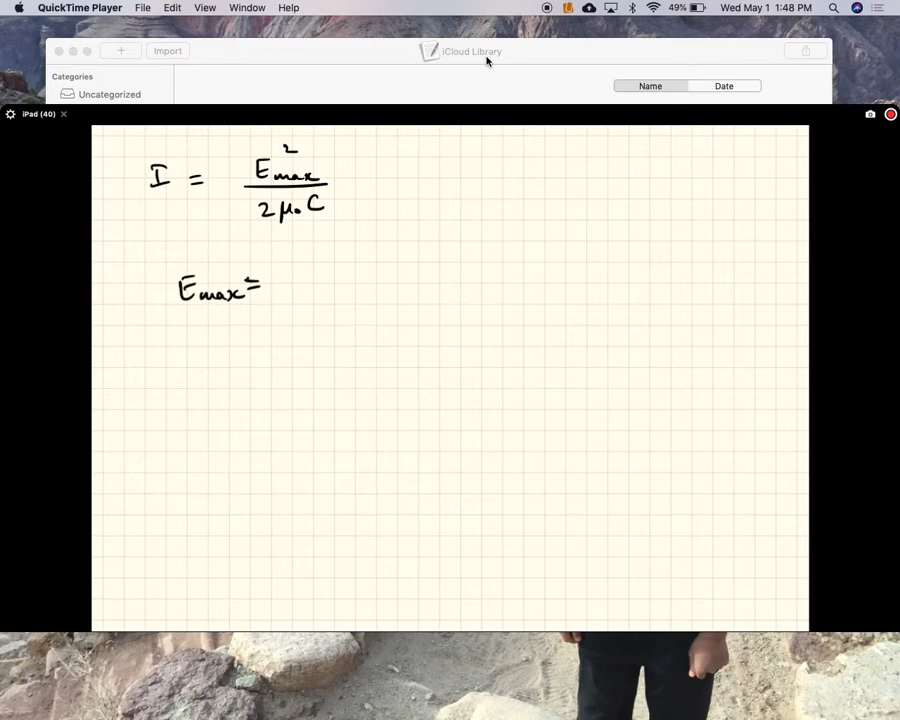 QuickTime Player File Edit View Window Help 49% Wed May 1 1:48 PM
+ Import iCloud Library
Categories
Uncategorized
Name Date
iPad (40)
I = E²max / 2μ₀C
Emax =